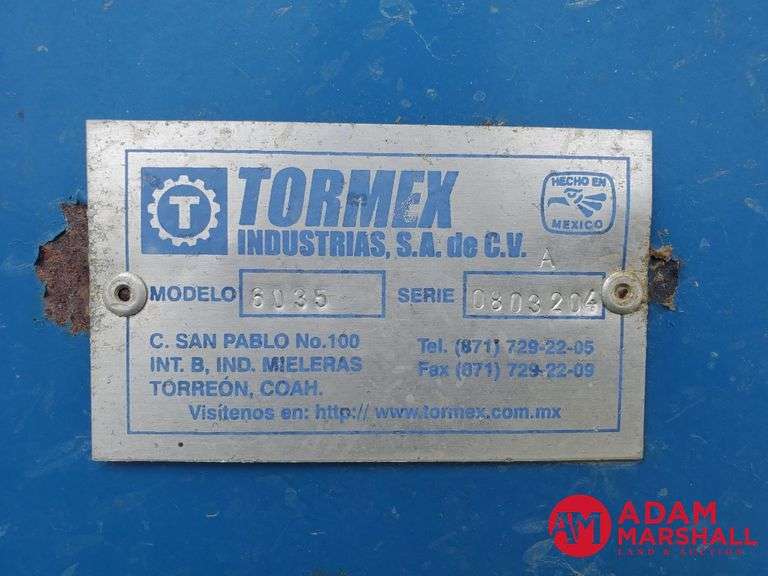 T TORMEX
INDUSTRIAS, S.A. de C.V.
HECHO EN
MEXICO
A
MODELO 6035 SERIE 0803204
C. SAN PABLO No.100
INT. B, IND. MIELERAS
TORREÓN, COAH.
Tel. (871) 729-22-05
Fax (871) 729-22-09
Visítenos en: http:// www.tormex.com.mx
AM ADAM
MARSHALL
LAND & AUCTION